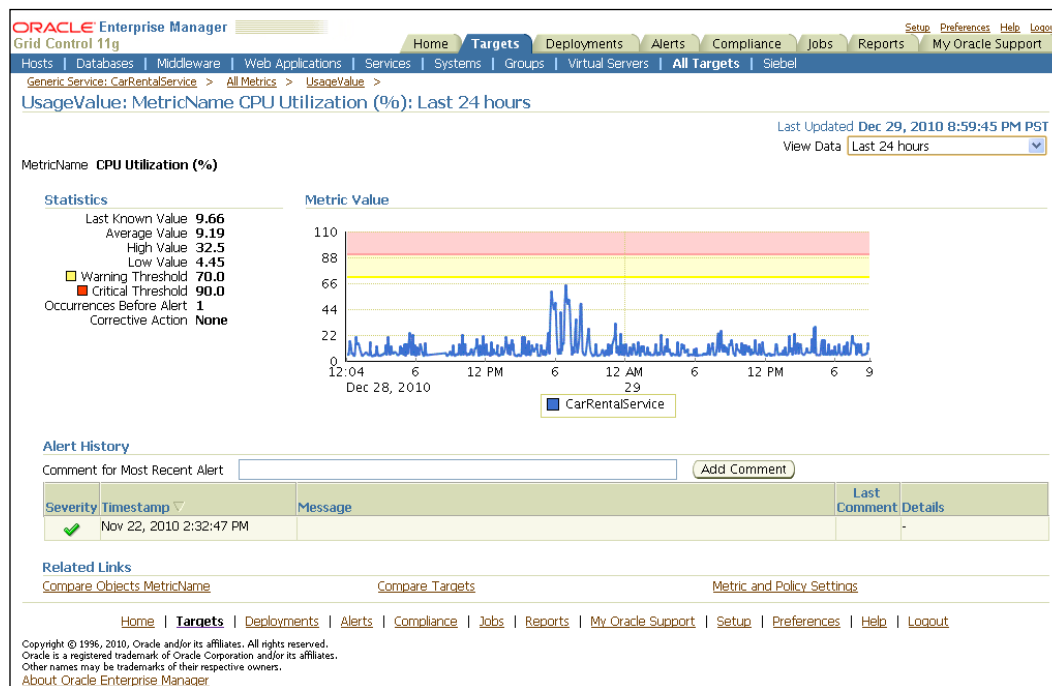 ORACLE Enterprise Manager
Grid Control 11g
Setup Preferences Help Logout
Home Targets Deployments Alerts Compliance Jobs Reports My Oracle Support
Hosts | Databases | Middleware | Web Applications | Services | Systems | Groups | Virtual Servers | All Targets | Siebel
Generic Service: CarRentalService > All Metrics > UsageValue >
UsageValue: MetricName CPU Utilization (%): Last 24 hours
Last Updated Dec 29, 2010 8:59:45 PM PST
View Data Last 24 hours
MetricName CPU Utilization (%)
Statistics
Last Known Value 9.66
Average Value 9.19
High Value 32.5
Low Value 4.45
Warning Threshold 70.0
Critical Threshold 90.0
Occurrences Before Alert 1
Corrective Action None
Metric Value
110
88
66
44
22
0
12:04 6 12 PM 6 12 AM 6 12 PM 6 9
Dec 28, 2010 29
CarRentalService
Alert History
Comment for Most Recent Alert Add Comment
Severity Timestamp Message Last Comment Details
Nov 22, 2010 2:32:47 PM -
Related Links
Compare Objects MetricName Compare Targets Metric and Policy Settings
Home | Targets | Deployments | Alerts | Compliance | Jobs | Reports | My Oracle Support | Setup | Preferences | Help | Logout
Copyright © 1996, 2010, Oracle and/or its affiliates. All rights reserved.
Oracle is a registered trademark of Oracle Corporation and/or its affiliates.
Other names may be trademarks of their respective owners.
About Oracle Enterprise Manager